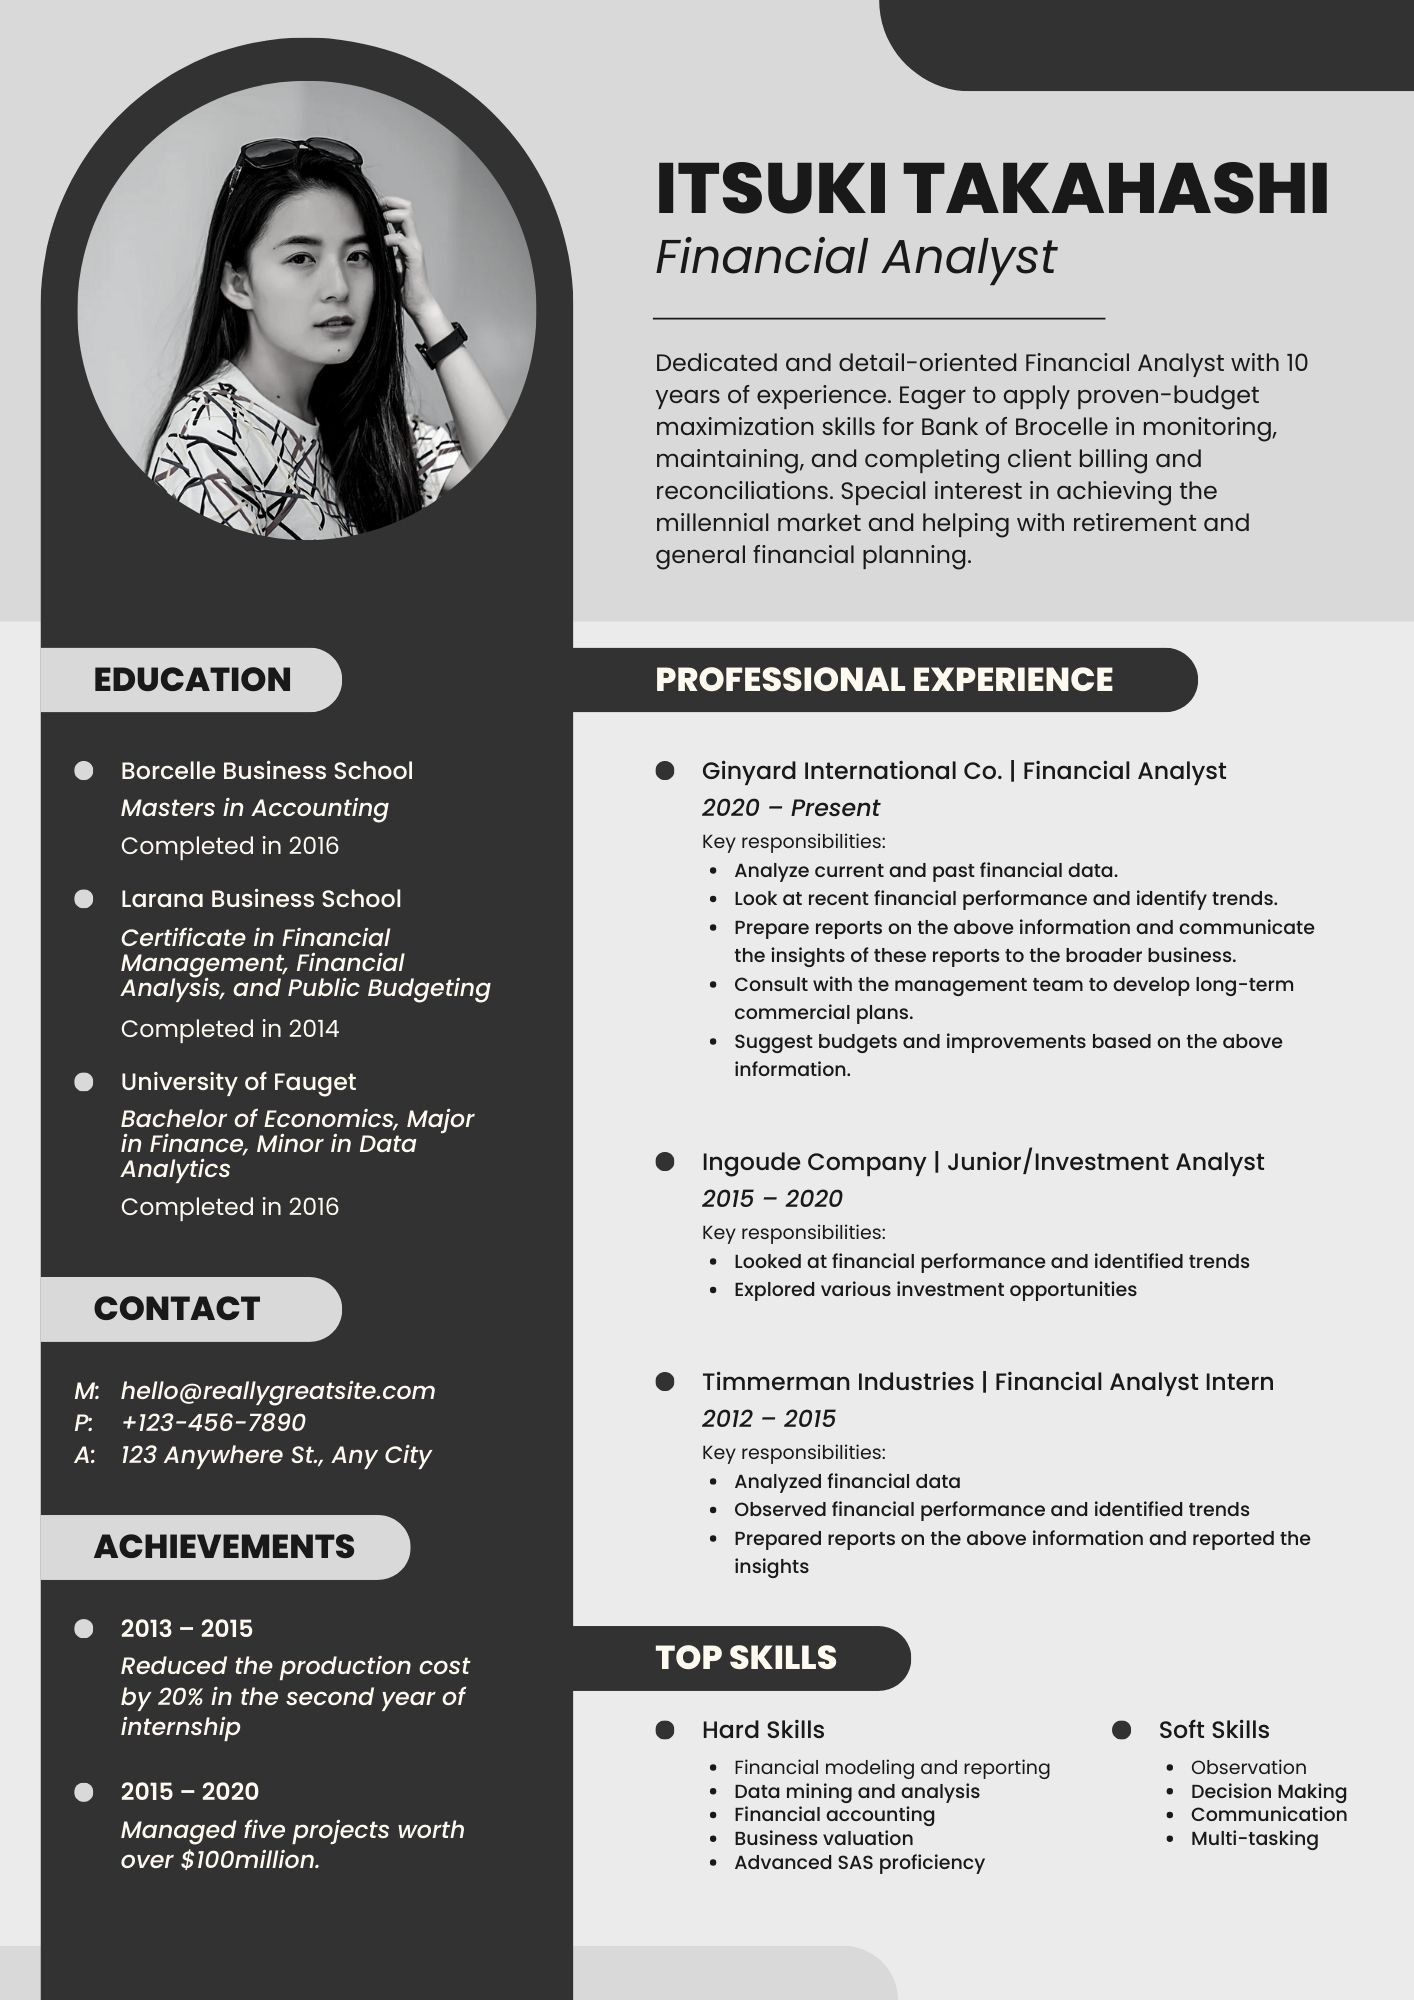 ITSUKI TAKAHASHI
Financial Analyst
Dedicated and detail-oriented Financial Analyst with 10
years of experience. Eager to apply proven-budget
maximization skills for Bank of Brocelle in monitoring,
maintaining, and completing client billing and
reconciliations. Special interest in achieving the
millennial market and helping with retirement and
general financial planning.
EDUCATION
Borcelle Business School
Masters in Accounting
Completed in 2016
Larana Business School
Certificate in Financial
Management, Financial
Analysis, and Public Budgeting
Completed in 2014
University of Fauget
Bachelor of Economics, Major
in Finance, Minor in Data
Analytics
Completed in 2016
CONTACT
M: hello@reallygreatsite.com
P: +123-456-7890
A: 123 Anywhere St., Any City
ACHIEVEMENTS
2013 – 2015
Reduced the production cost
by 20% in the second year of
internship
2015 – 2020
Managed five projects worth
over $100million.
PROFESSIONAL EXPERIENCE
Ginyard International Co. | Financial Analyst
2020 – Present
Key responsibilities:
• Analyze current and past financial data.
• Look at recent financial performance and identify trends.
• Prepare reports on the above information and communicate
the insights of these reports to the broader business.
• Consult with the management team to develop long-term
commercial plans.
• Suggest budgets and improvements based on the above
information.
Ingoude Company | Junior/Investment Analyst
2015 – 2020
Key responsibilities:
• Looked at financial performance and identified trends
• Explored various investment opportunities
Timmerman Industries | Financial Analyst Intern
2012 – 2015
Key responsibilities:
• Analyzed financial data
• Observed financial performance and identified trends
• Prepared reports on the above information and reported the
insights
TOP SKILLS
Hard Skills
• Financial modeling and reporting
• Data mining and analysis
• Financial accounting
• Business valuation
• Advanced SAS proficiency
Soft Skills
• Observation
• Decision Making
• Communication
• Multi-tasking